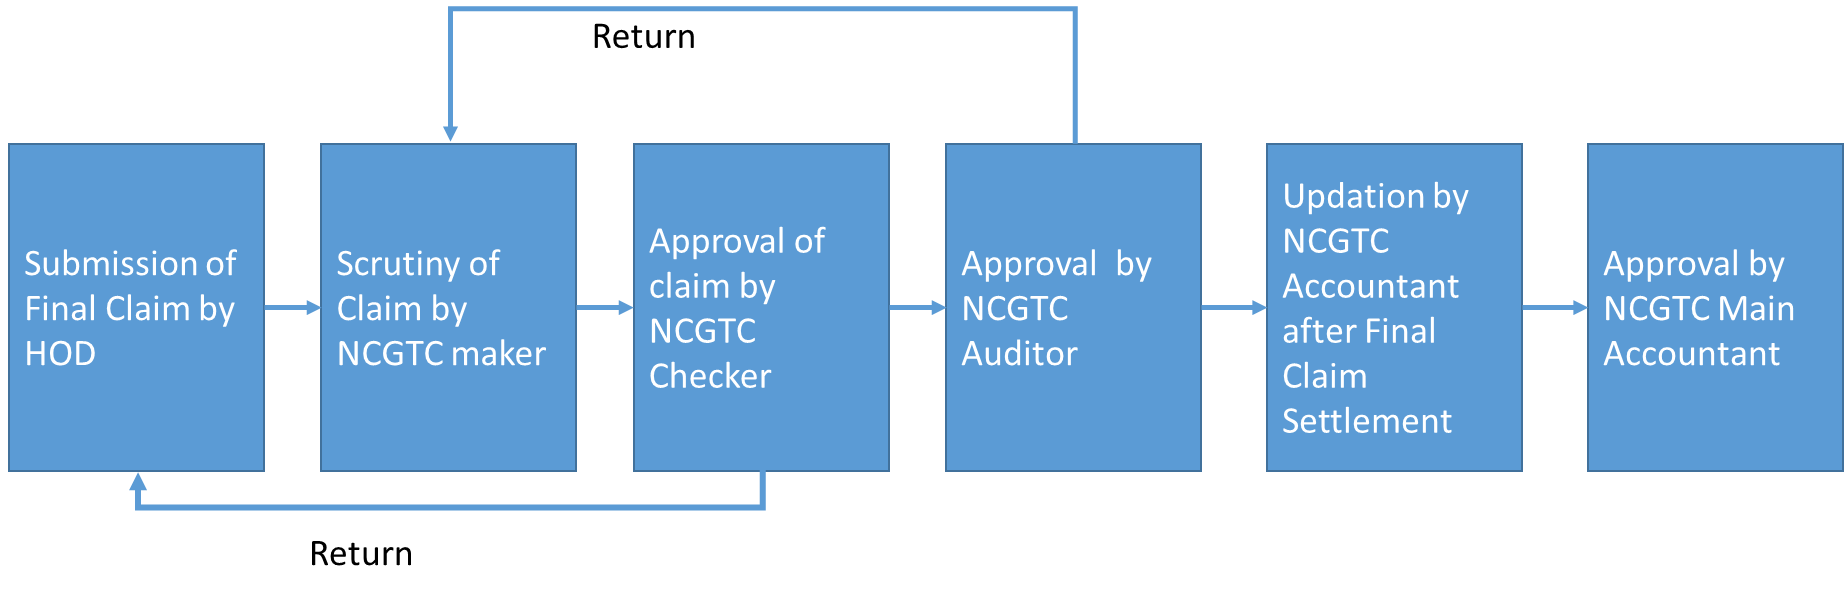 Return
Submission of
Final Claim by
HOD
Scrutiny of
Claim by
NCGTC maker
Approval of
claim by
NCGTC
Checker
Approval  by
NCGTC
Auditor
Updation by
NCGTC
Accountant
after Final
Claim
Settlement
Approval by
NCGTC Main
Accountant
Return